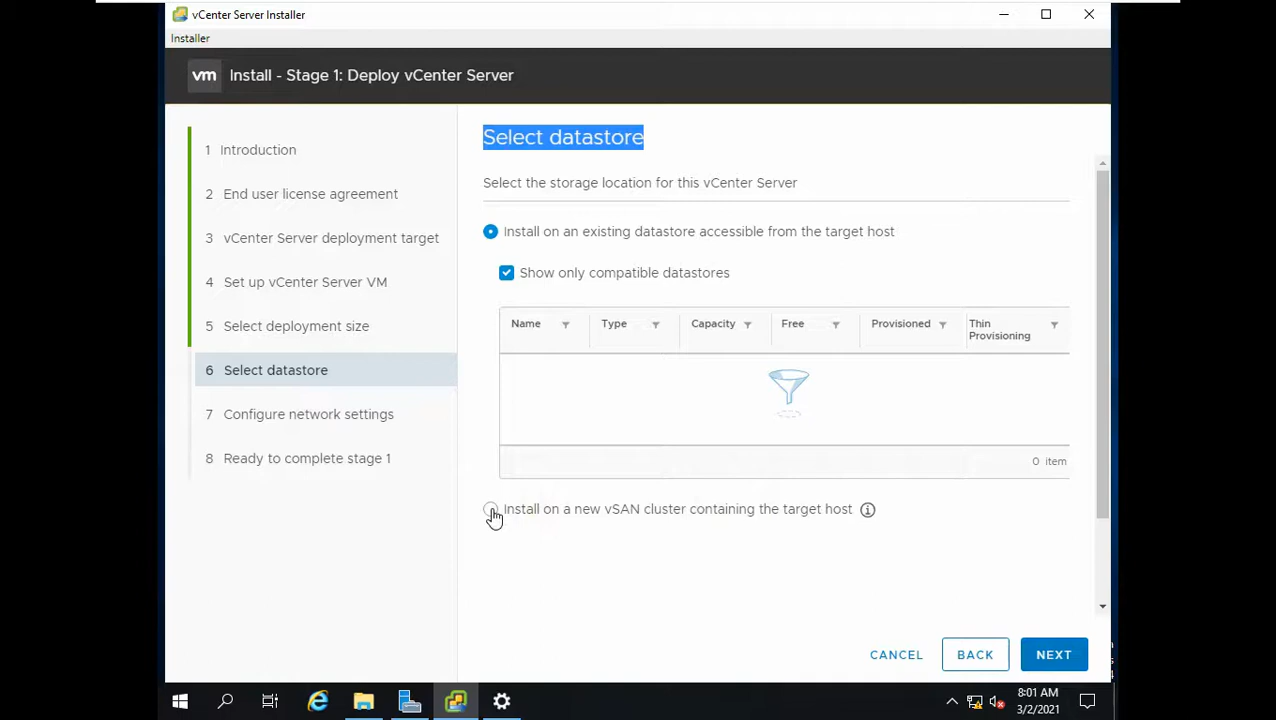 vCenter Server Installer
Installer
vm Install - Stage 1: Deploy vCenter Server
1 Introduction
2 End user license agreement
3 vCenter Server deployment target
4 Set up vCenter Server VM
5 Select deployment size
6 Select datastore
7 Configure network settings
8 Ready to complete stage 1
Select datastore
Select the storage location for this vCenter Server
Install on an existing datastore accessible from the target host
Show only compatible datastores
Name Type Capacity Free Provisioned Thin Provisioning
0 item
Install on a new vSAN cluster containing the target host
CANCEL BACK NEXT
8:01 AM
3/2/2021